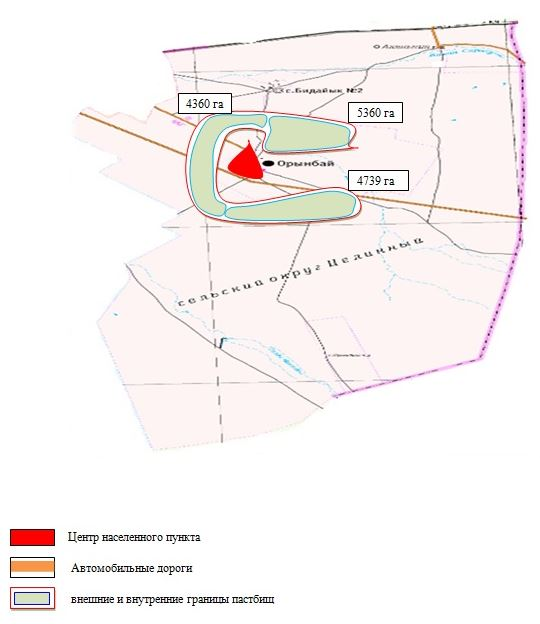 с.Бидайык №2
4360 га
5360 га
Орынбай
4739 га
сельский округ Целинный
Центр населенного пункта
Автомобильные дороги
внешние и внутренние границы пастбищ